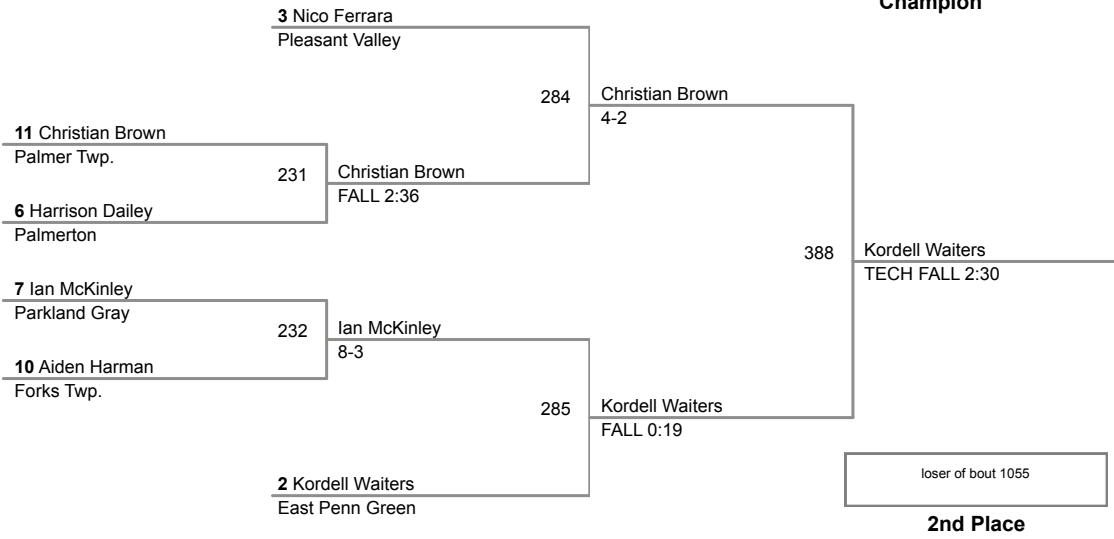 Champion
3 Nico Ferrara
Pleasant Valley
284
Christian Brown
4-2
11 Christian Brown
Palmer Twp.
231
Christian Brown
FALL 2:36
6 Harrison Dailey
Palmerton
388
Kordell Waiters
TECH FALL 2:30
7 Ian McKinley
Parkland Gray
232
Ian McKinley
8-3
10 Aiden Harman
Forks Twp.
285
Kordell Waiters
FALL 0:19
2 Kordell Waiters
East Penn Green
loser of bout 1055
2nd Place